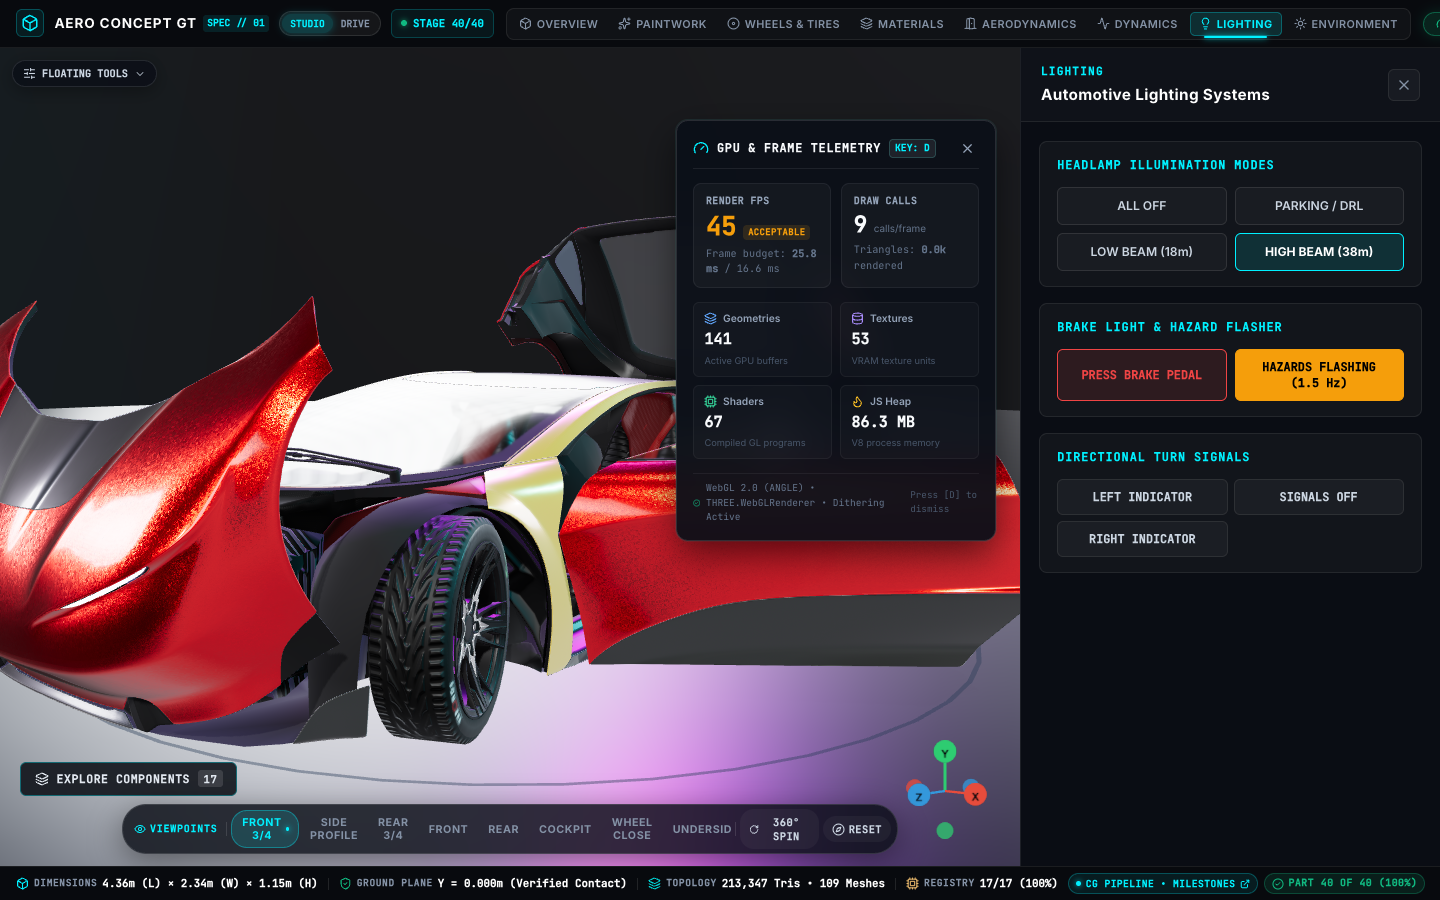 AERO CONCEPT GT
SPEC // 01
STUDIO
DRIVE
STAGE 40/40
OVERVIEW
PAINTWORK
WHEELS & TIRES
MATERIALS
AERODYNAMICS
DYNAMICS
LIGHTING
ENVIRONMENT
FLOATING TOOLS
LIGHTING
Automotive Lighting Systems
HEADLAMP ILLUMINATION MODES
ALL OFF
PARKING / DRL
LOW BEAM (18m)
HIGH BEAM (38m)
BRAKE LIGHT & HAZARD FLASHER
PRESS BRAKE PEDAL
HAZARDS FLASHING
(1.5 Hz)
DIRECTIONAL TURN SIGNALS
LEFT INDICATOR
SIGNALS OFF
RIGHT INDICATOR
GPU & FRAME TELEMETRY
KEY: D
RENDER FPS
45 ACCEPTABLE
Frame budget: 25.8
ms / 16.6 ms
DRAW CALLS
9 calls/frame
Triangles: 0.0k
rendered
Geometries
141
Active GPU buffers
Textures
53
VRAM texture units
Shaders
67
Compiled GL programs
JS Heap
86.3 MB
V8 process memory
WebGL 2.0 (ANGLE) •
THREE.WebGLRenderer • Dithering
Active
Press [D] to
dismiss
Y
Z
X
EXPLORE COMPONENTS 17
VIEWPOINTS
FRONT
3/4
SIDE
PROFILE
REAR
3/4
FRONT
REAR
COCKPIT
WHEEL
CLOSE
UNDERSID
360°
SPIN
RESET
DIMENSIONS 4.36m (L) × 2.34m (W) × 1.15m (H)
GROUND PLANE Y = 0.000m (Verified Contact)
TOPOLOGY 213,347 Tris • 109 Meshes
REGISTRY 17/17 (100%)
CG PIPELINE • MILESTONES
PART 40 OF 40 (100%)